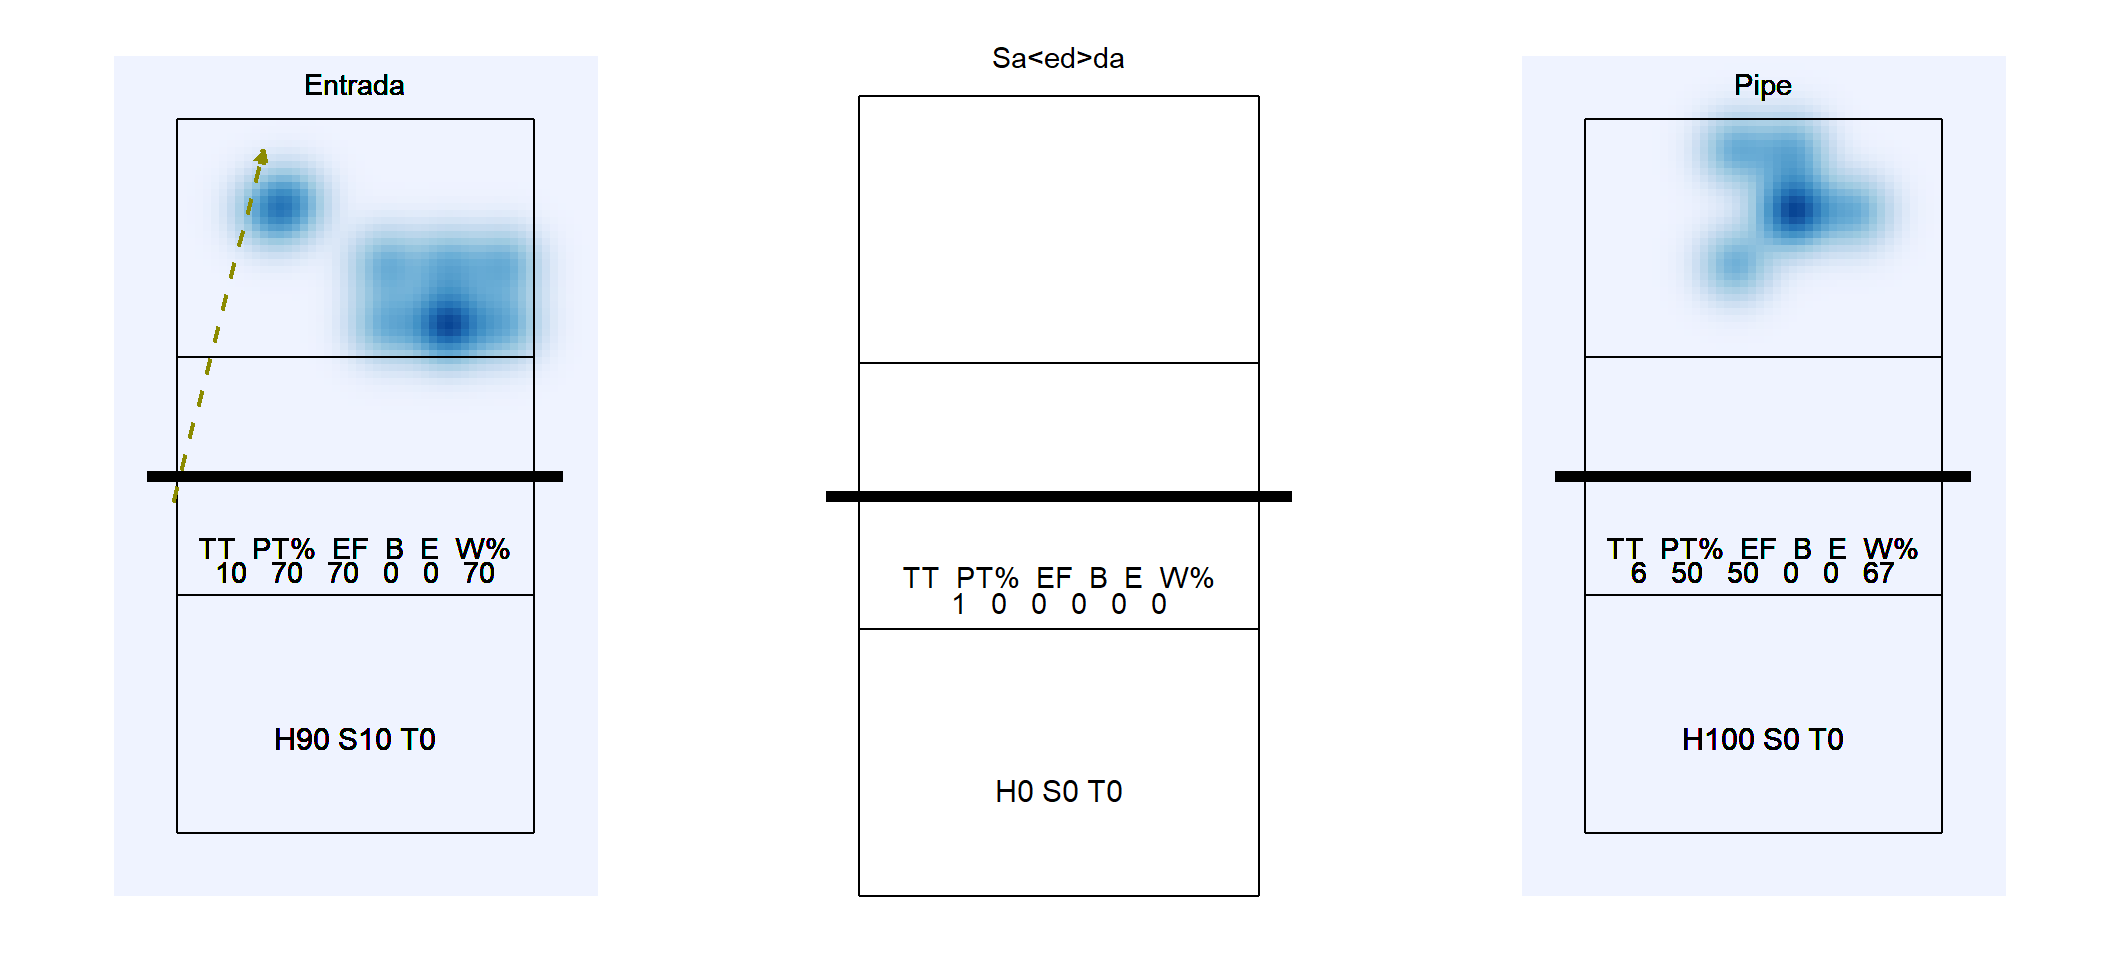 Entrada
TT PT% EF B E W%
10 70 70 0 0 70
H90 S10 T0
Sa<ed>da
TT PT% EF B E W%
1 0 0 0 0 0
H0 S0 T0
Pipe
TT PT% EF B E W%
6 50 50 0 0 67
H100 S0 T0